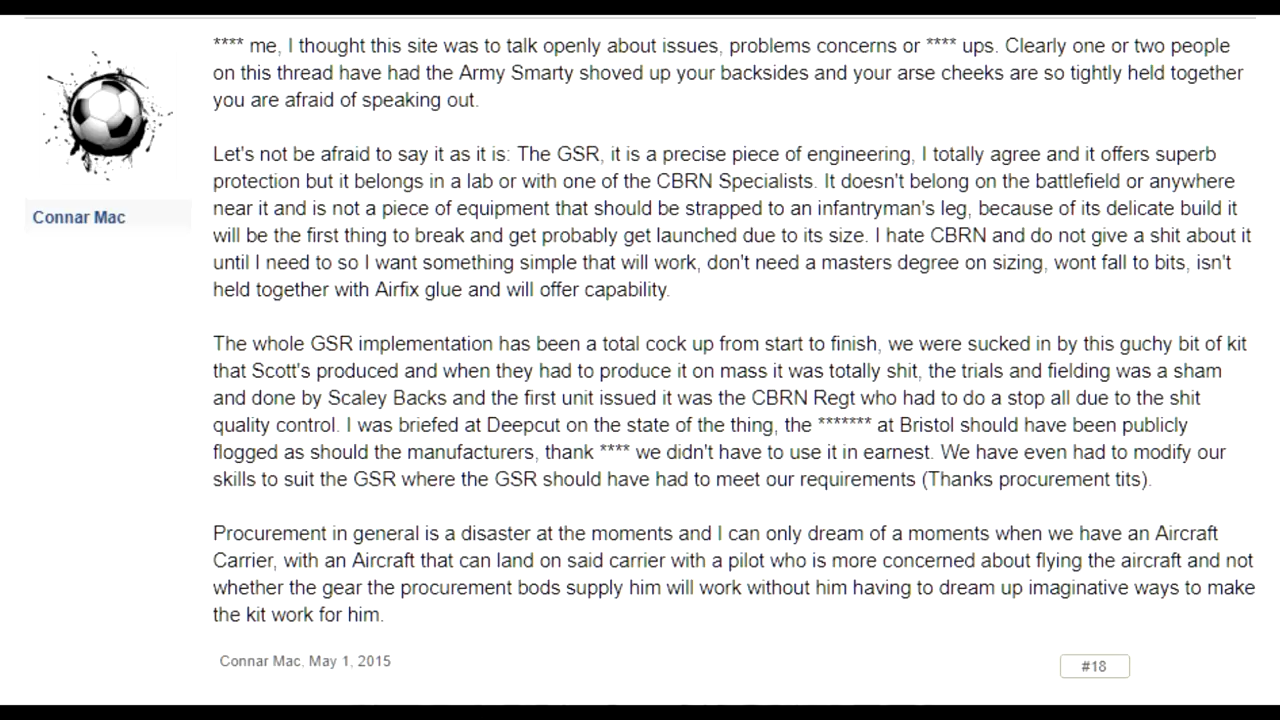 **** me, I thought this site was to talk openly about issues, problems concerns or **** ups. Clearly one or two people
on this thread have had the Army Smarty shoved up your backsides and your arse cheeks are so tightly held together
you are afraid of speaking out.
Let's not be afraid to say it as it is: The GSR, it is a precise piece of engineering, I totally agree and it offers superb
protection but it belongs in a lab or with one of the CBRN Specialists. It doesn't belong on the battlefield or anywhere
near it and is not a piece of equipment that should be strapped to an infantryman's leg, because of its delicate build it
will be the first thing to break and get probably get launched due to its size. I hate CBRN and do not give a shit about it
until I need to so I want something simple that will work, don't need a masters degree on sizing, wont fall to bits, isn't
held together with Airfix glue and will offer capability.
Connar Mac
The whole GSR implementation has been a total cock up from start to finish, we were sucked in by this guchy bit of kit
that Scott's produced and when they had to produce it on mass it was totally shit, the trials and fielding was a sham
and done by Scaley Backs and the first unit issued it was the CBRN Regt who had to do a stop all due to the shit
quality control. I was briefed at Deepcut on the state of the thing, the ******* at Bristol should have been publicly
flogged as should the manufacturers, thank **** we didn't have to use it in earnest. We have even had to modify our
skills to suit the GSR where the GSR should have had to meet our requirements (Thanks procurement tits).
Procurement in general is a disaster at the moments and I can only dream of a moments when we have an Aircraft
Carrier, with an Aircraft that can land on said carrier with a pilot who is more concerned about flying the aircraft and not
whether the gear the procurement bods supply him will work without him having to dream up imaginative ways to make
the kit work for him.
Connar Mac, May 1, 2015
#18